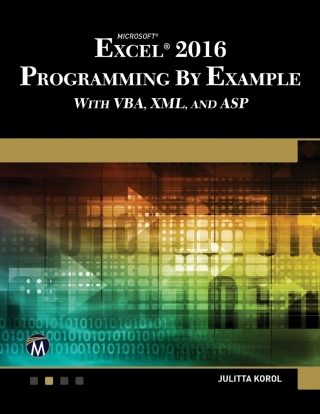 MICROSOFT®
EXCEL® 2016
PROGRAMMING BY EXAMPLE
WITH VBA, XML, AND ASP
M
JULITTA KOROL